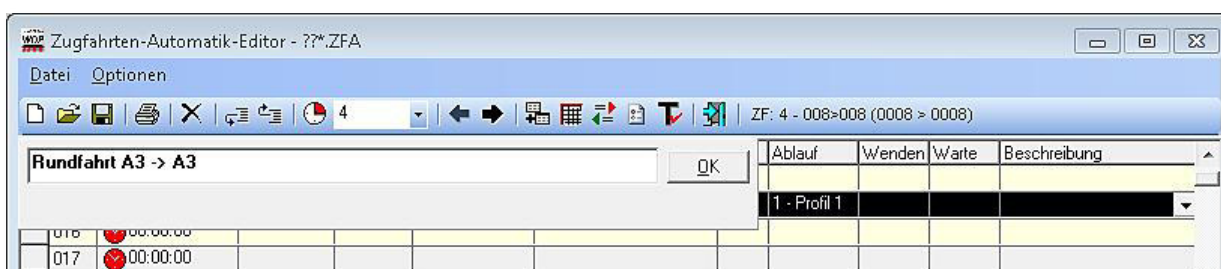 Zugfahrten-Automatik-Editor - ??*.ZFA
Datei Optionen
4 ZF: 4 - 008>008 (0008 > 0008)
Rundfahrt A3 -> A3
OK
Ablauf Wenden Warte Beschreibung
1 - Profil 1
016 00:00:00
017 00:00:00